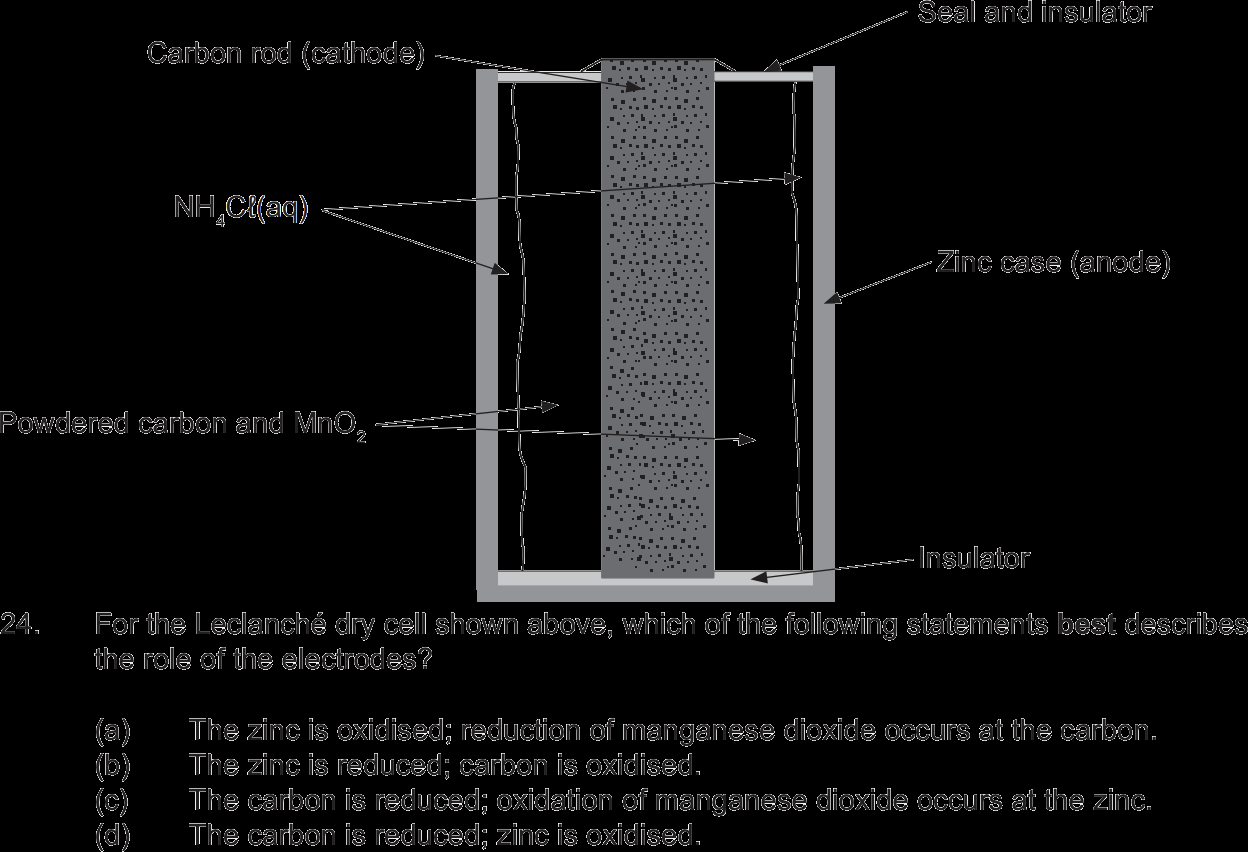 Seal and insulator
Carbon rod (cathode)
NH₄Cℓ(aq)
Zinc case (anode)
Powdered carbon and MnO₂
Insulator
24. For the Leclanché dry cell shown above, which of the following statements best describes
the role of the electrodes?
(a) The zinc is oxidised; reduction of manganese dioxide occurs at the carbon.
(b) The zinc is reduced; carbon is oxidised.
(c) The carbon is reduced; oxidation of manganese dioxide occurs at the zinc.
(d) The carbon is reduced; zinc is oxidised.